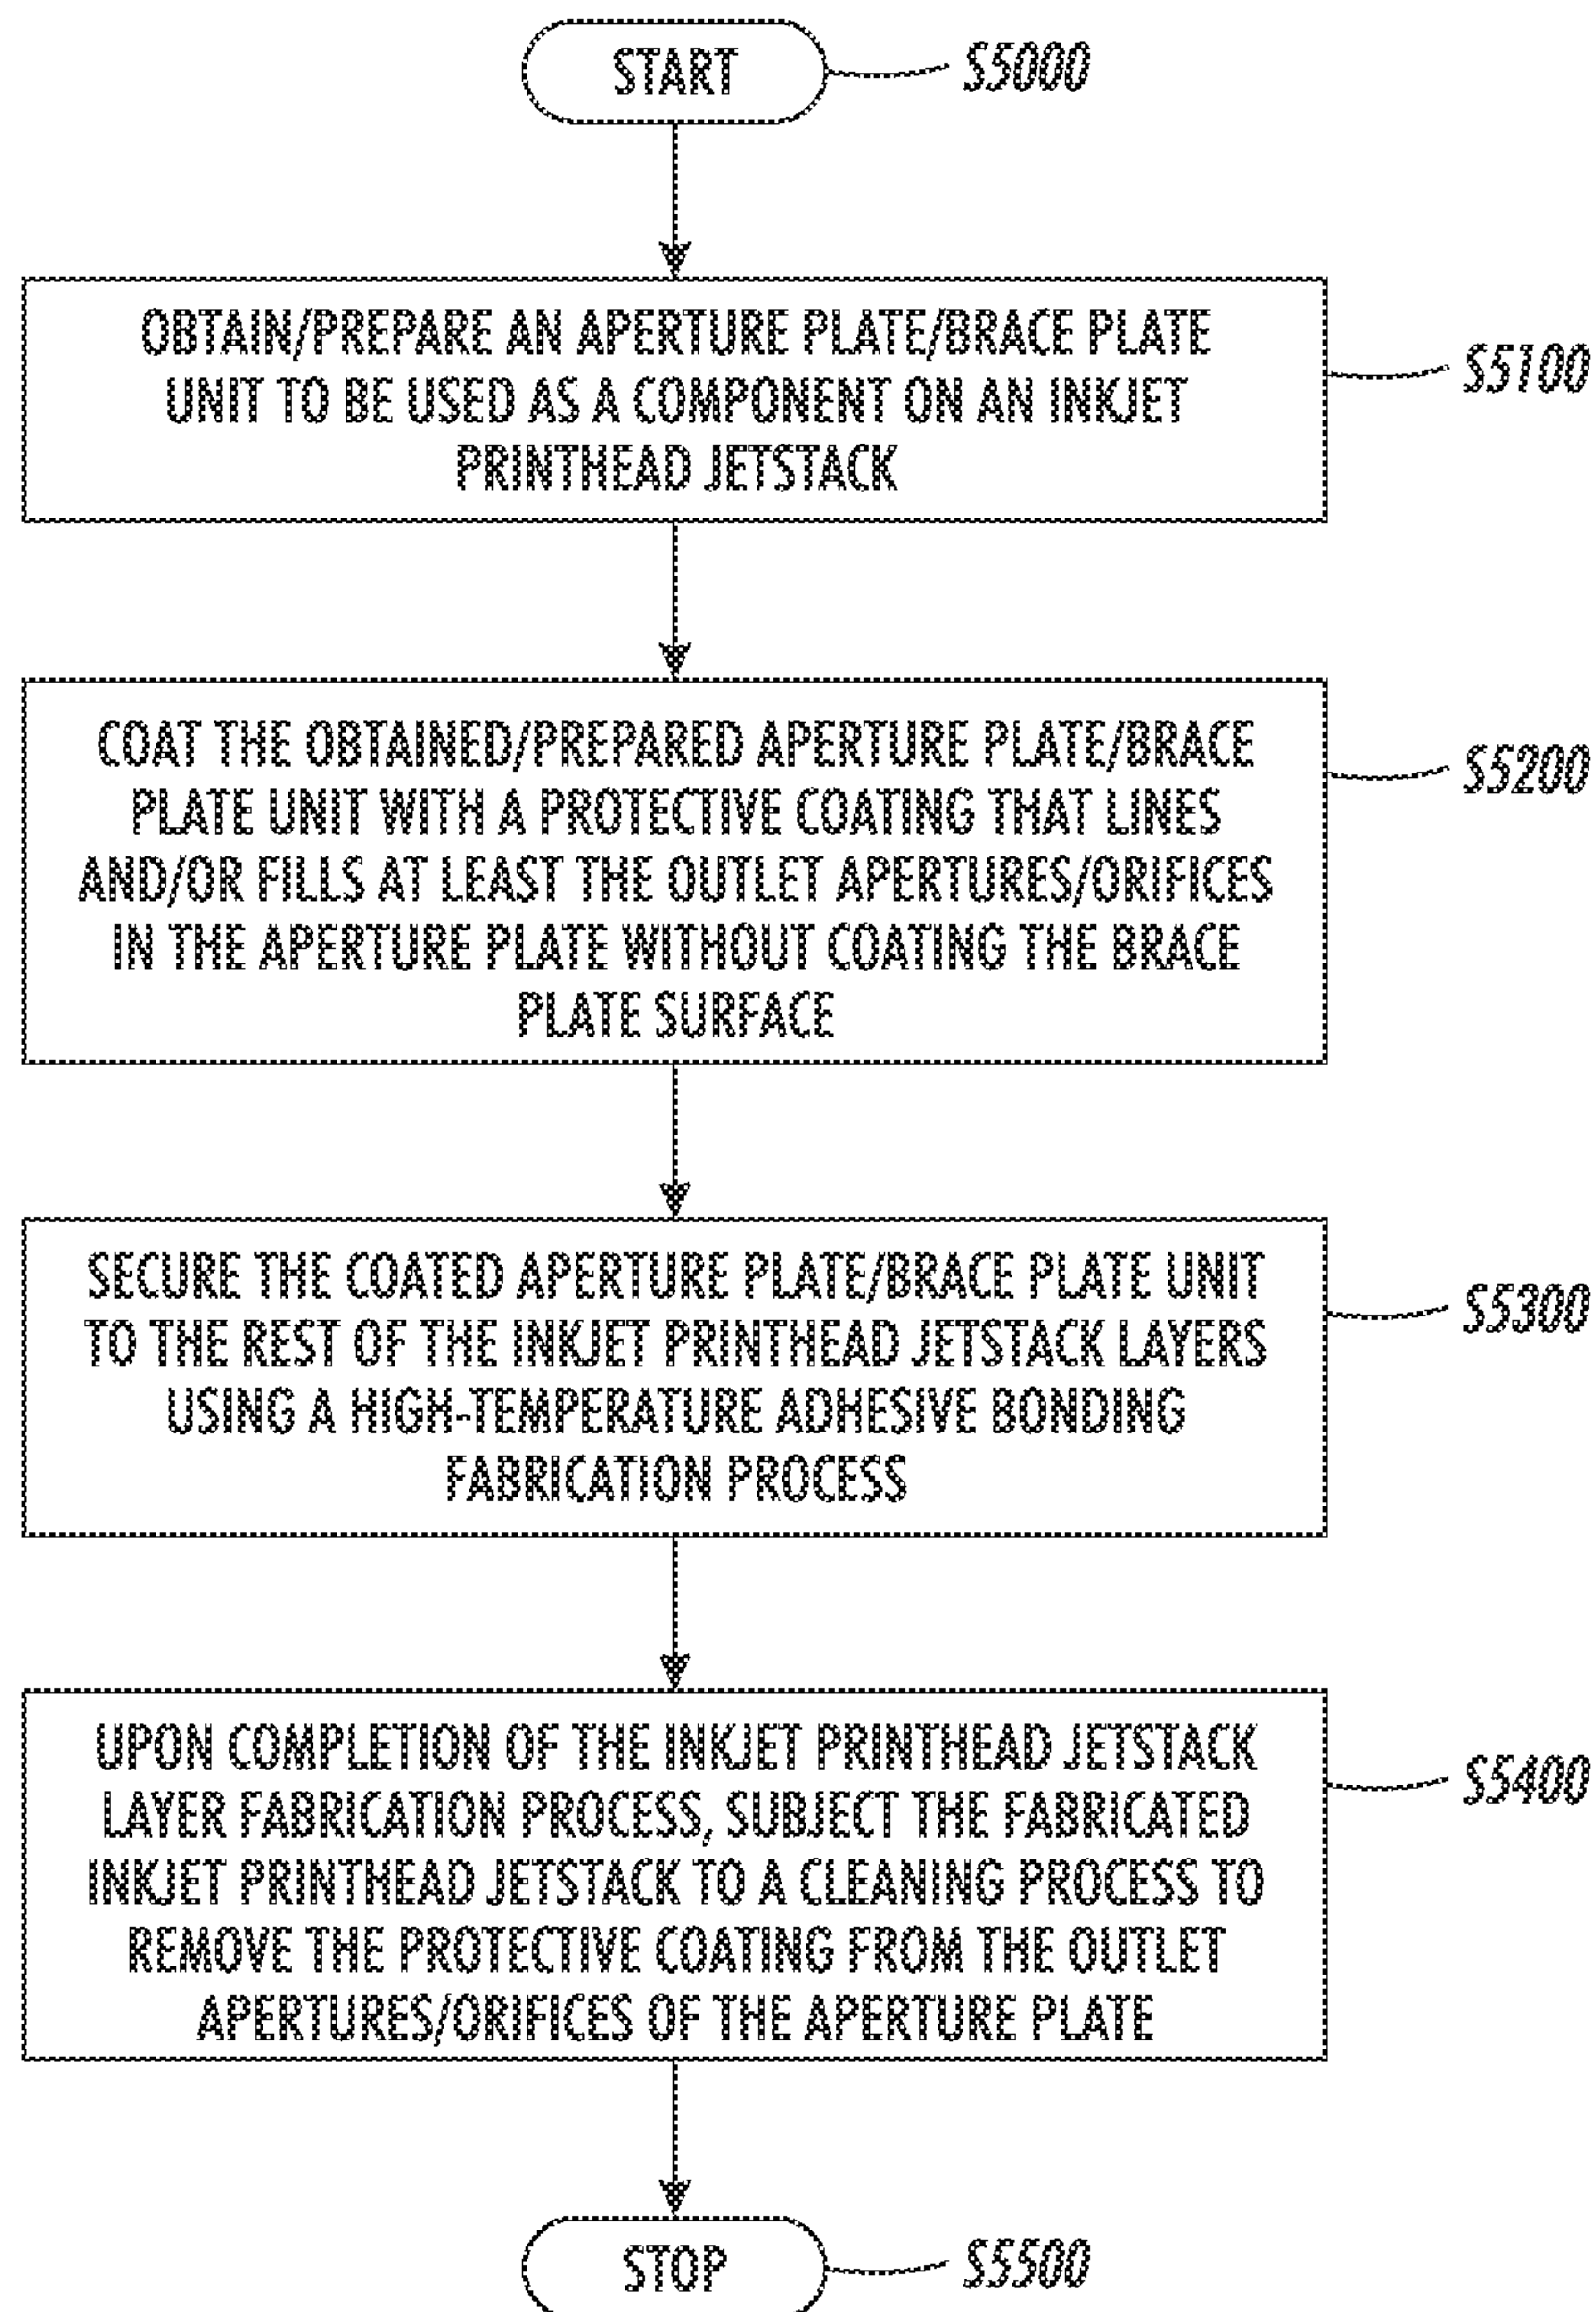 START
S5000
OBTAIN/PREPARE AN APERTURE PLATE/BRACE PLATE
UNIT TO BE USED AS A COMPONENT ON AN INKJET
PRINTHEAD JETSTACK
S5100
COAT THE OBTAINED/PREPARED APERTURE PLATE/BRACE
PLATE UNIT WITH A PROTECTIVE COATING THAT LINES
AND/OR FILLS AT LEAST THE OUTLET APERTURES/ORIFICES
IN THE APERTURE PLATE WITHOUT COATING THE BRACE
PLATE SURFACE
S5200
SECURE THE COATED APERTURE PLATE/BRACE PLATE UNIT
TO THE REST OF THE INKJET PRINTHEAD JETSTACK LAYERS
USING A HIGH-TEMPERATURE ADHESIVE BONDING
FABRICATION PROCESS
S5300
UPON COMPLETION OF THE INKJET PRINTHEAD JETSTACK
LAYER FABRICATION PROCESS, SUBJECT THE FABRICATED
INKJET PRINTHEAD JETSTACK TO A CLEANING PROCESS TO
REMOVE THE PROTECTIVE COATING FROM THE OUTLET
APERTURES/ORIFICES OF THE APERTURE PLATE
S5400
STOP
S5500